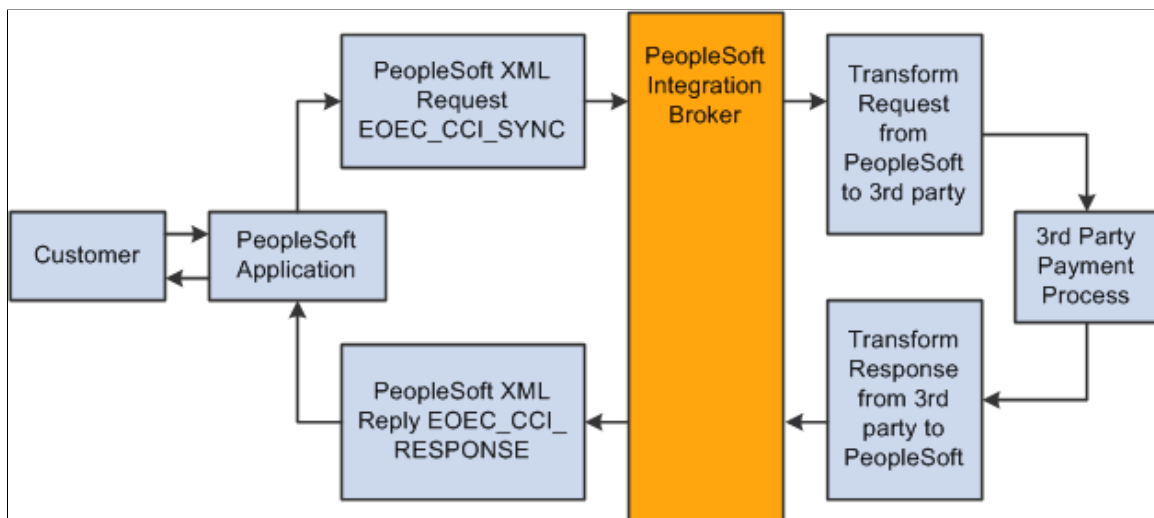 PeopleSoft XML
Request
EOEC_CCI_SYNC
PeopleSoft
Integration
Broker
Transform
Request
from
PeopleSoft
to 3rd party
Customer
PeopleSoft
Application
3rd Party
Payment
Process
PeopleSoft XML
Reply EOEC_CCI_
RESPONSE
Transform
Response
from 3rd
party to
PeopleSoft